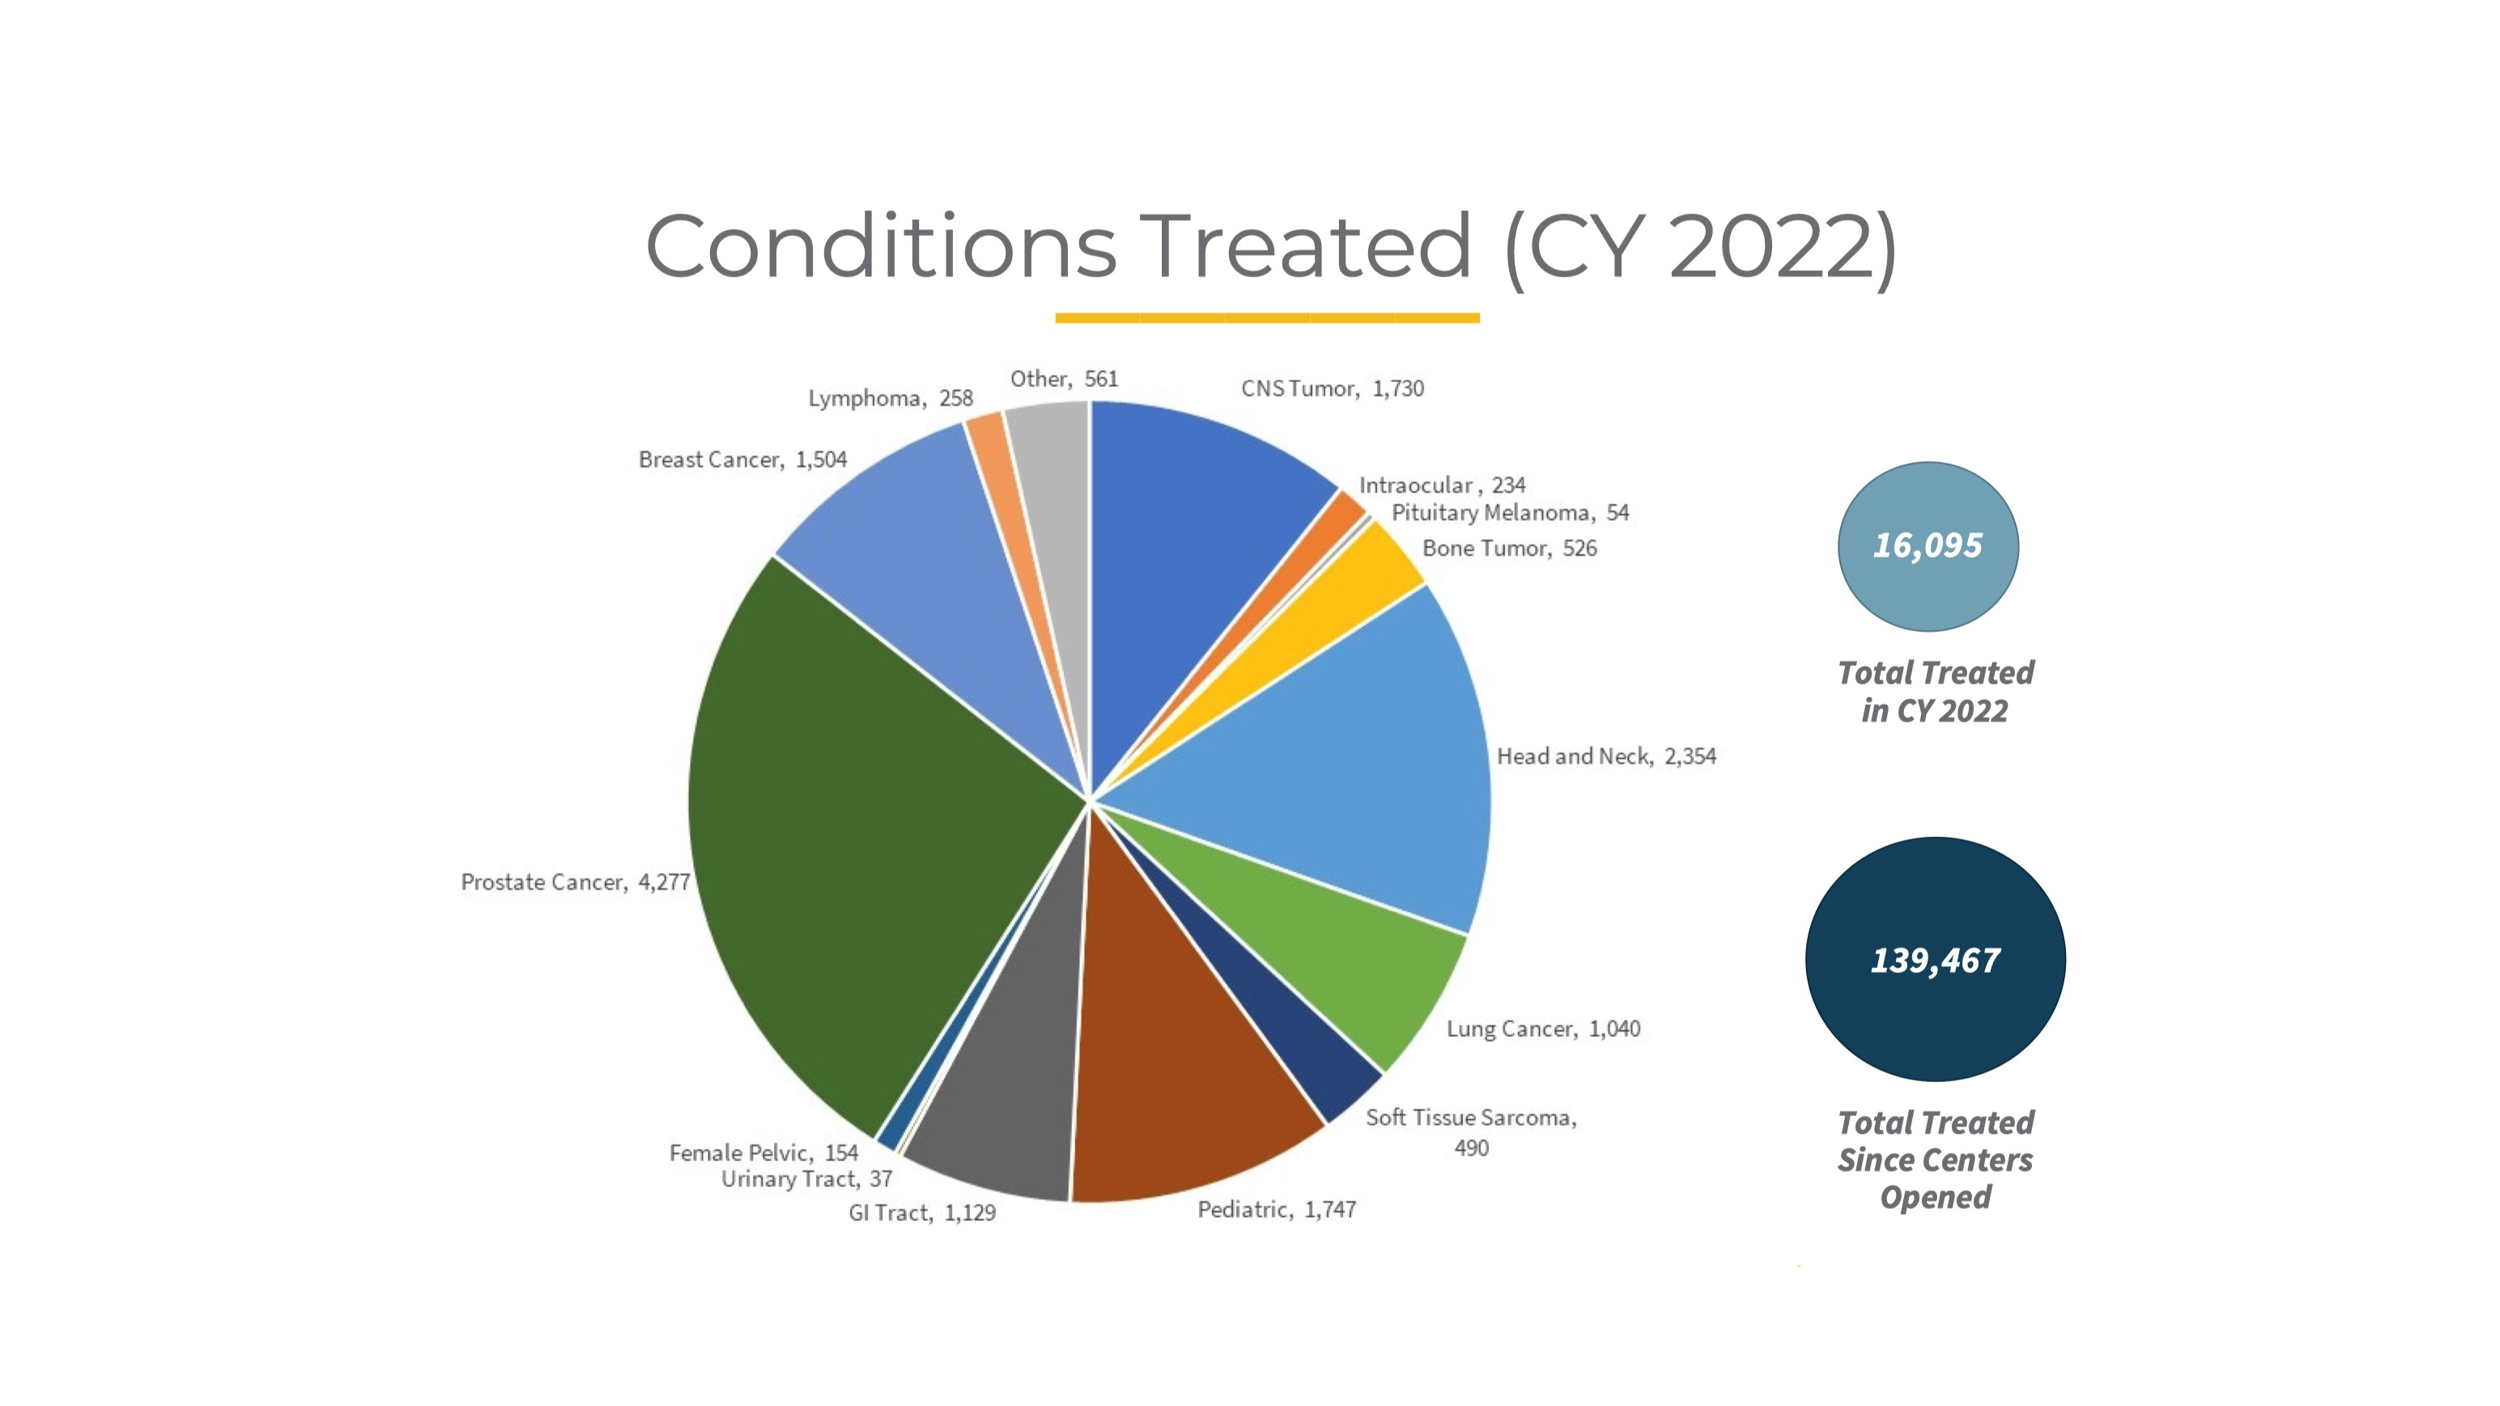 Conditions Treated (CY 2022)
Other, 561
CNS Tumor, 1,730
Lymphoma, 258
Breast Cancer, 1,504
Intraocular , 234
Pituitary Melanoma, 54
Bone Tumor, 526
16,095
Total Treated
in CY 2022
Head and Neck, 2,354
Prostate Cancer, 4,277
139,467
Lung Cancer, 1,040
Soft Tissue Sarcoma,
490
Total Treated
Since Centers
Opened
Female Pelvic, 154
Urinary Tract, 37
GI Tract, 1,129
Pediatric, 1,747